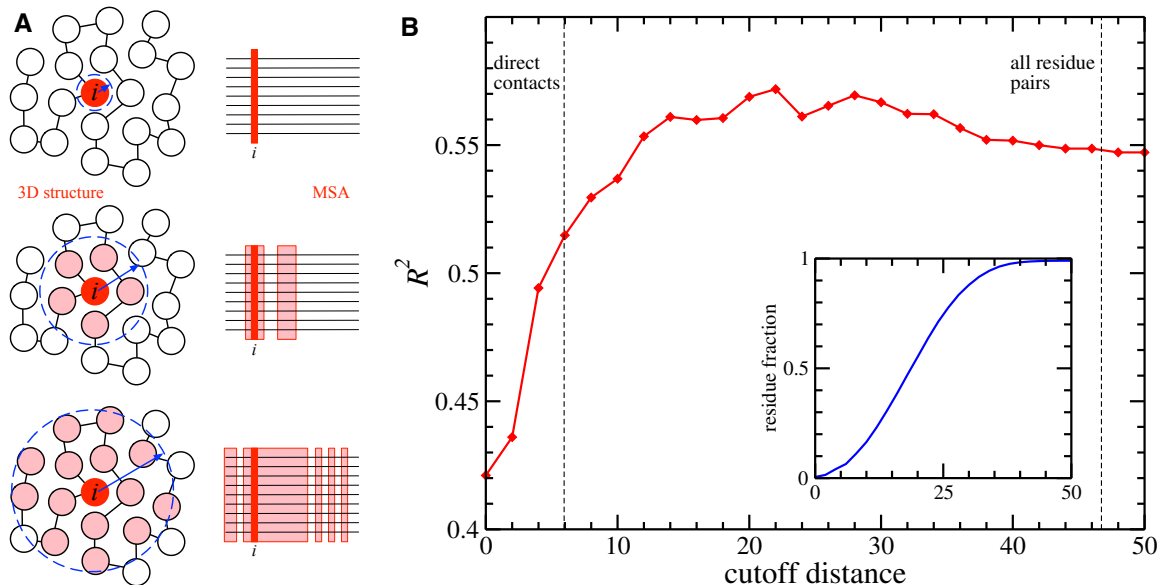 A
i
i
3D structure
MSA
i
i
i
i
B
direct
contacts
all residue
pairs
R²
0.55
0.5
0.45
0.4
0 10 20 30 40 50
cutoff distance
residue fraction
1
0.5
0
0 25 50